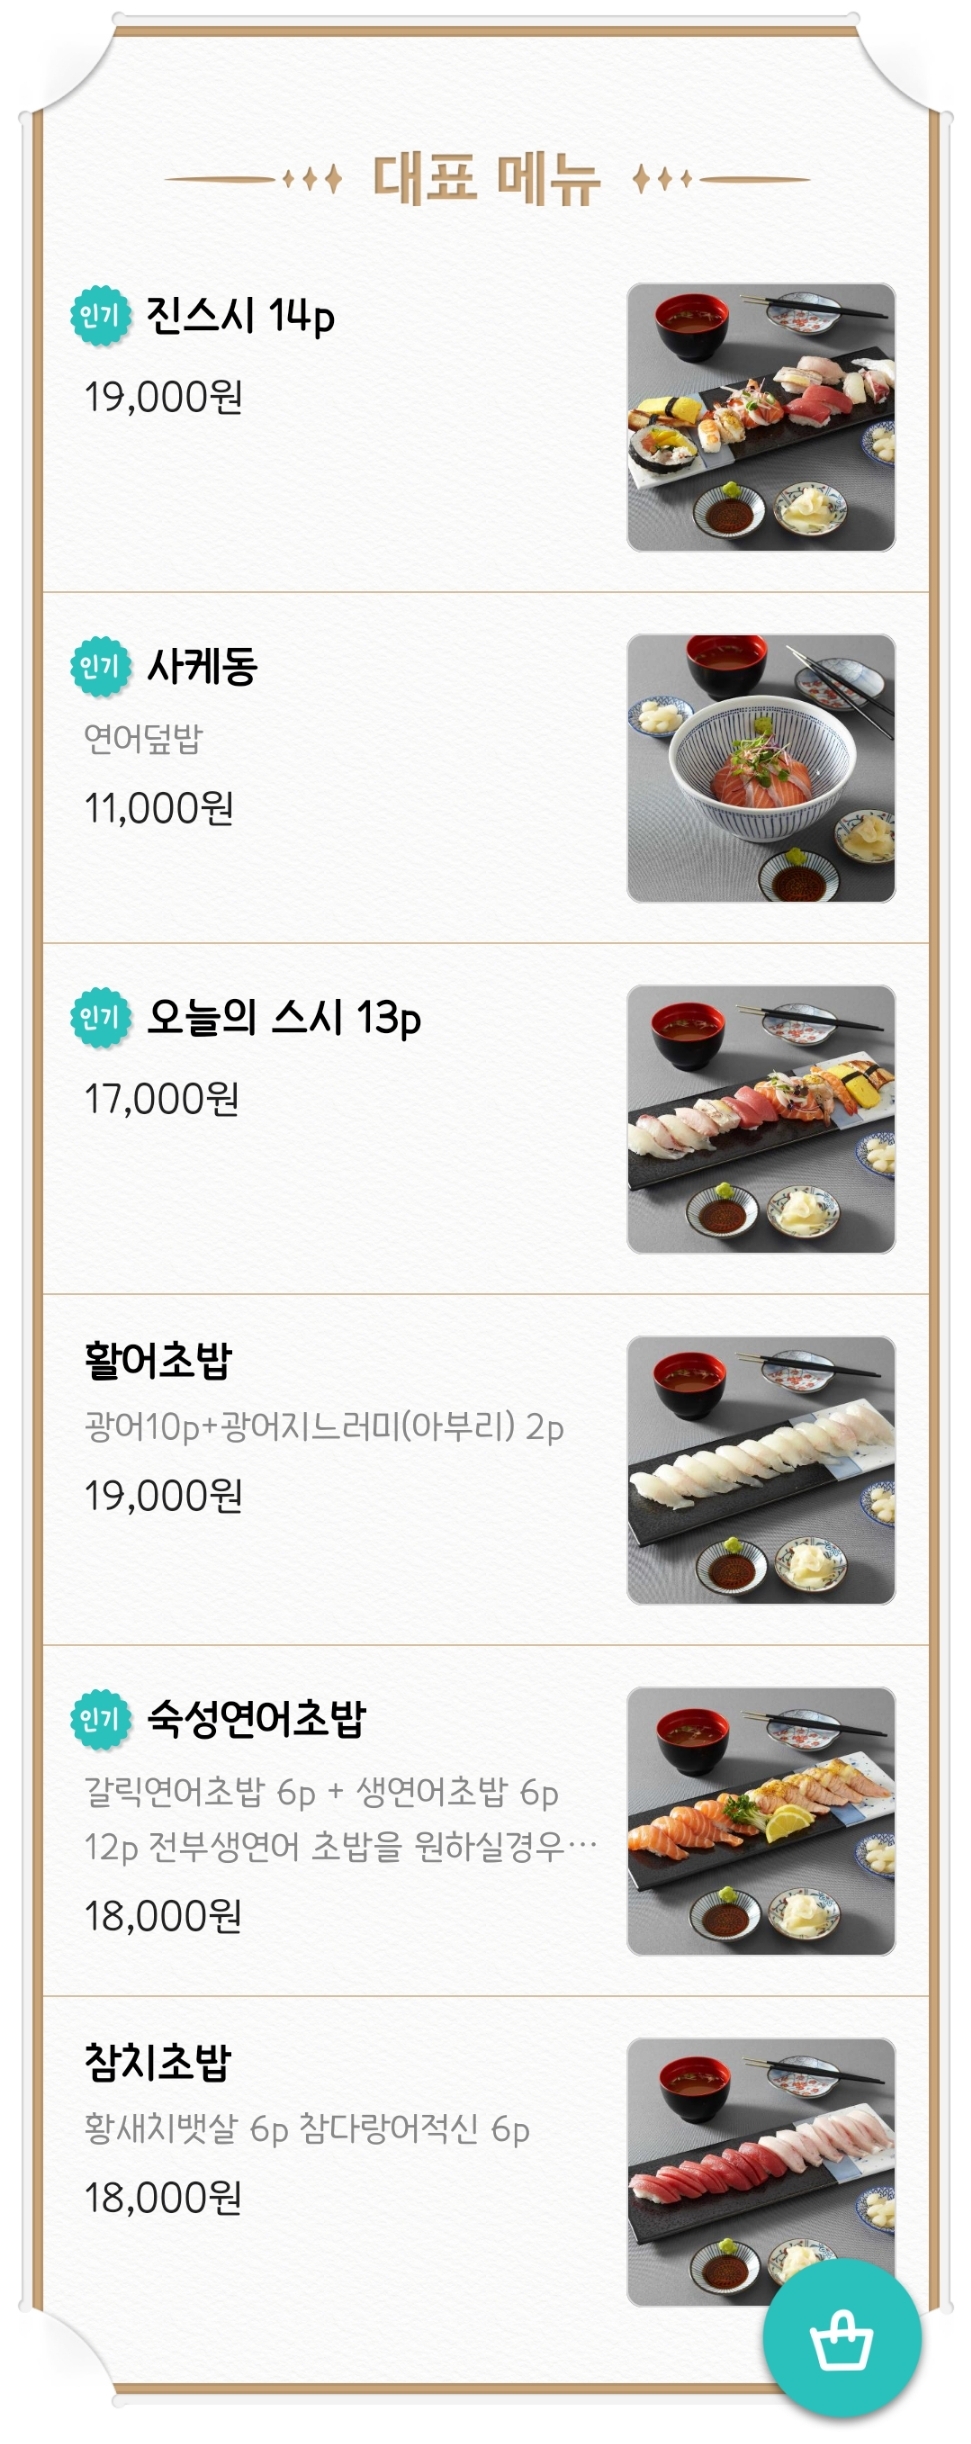 대표 메뉴
인기 진스시 14p
19,000원
인기 사케동
연어덮밥
11,000원
인기 오늘의 스시 13p
17,000원
활어초밥
광어10p+광어지느러미(아부리) 2p
19,000원
인기 숙성연어초밥
갈릭연어초밥 6p + 생연어초밥 6p
12p 전부생연어 초밥을 원하실경우…
18,000원
참치초밥
황새치뱃살 6p 참다랑어적신 6p
18,000원